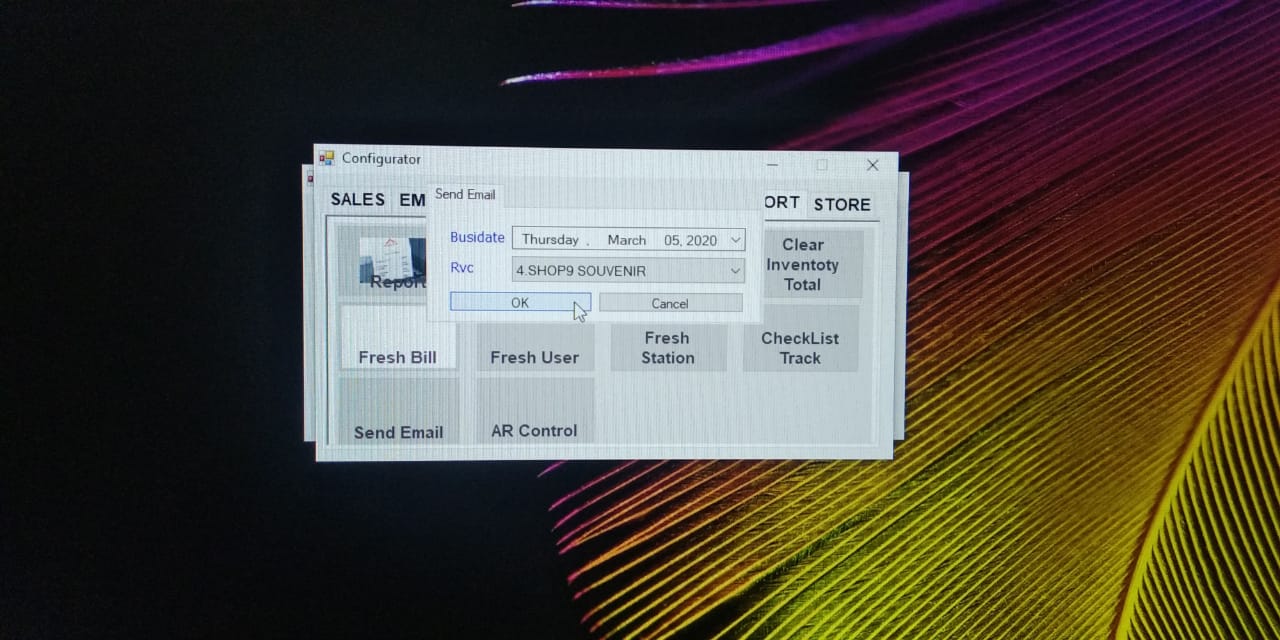 Configurator
SALES EM
ORT STORE
Send Email
Busidate Thursday , March 05, 2020
Rvc 4.SHOP9 SOUVENIR
OK Cancel
Report
Clear
Inventoty
Total
Fresh Bill
Fresh User
Fresh
Station
CheckList
Track
Send Email
AR Control